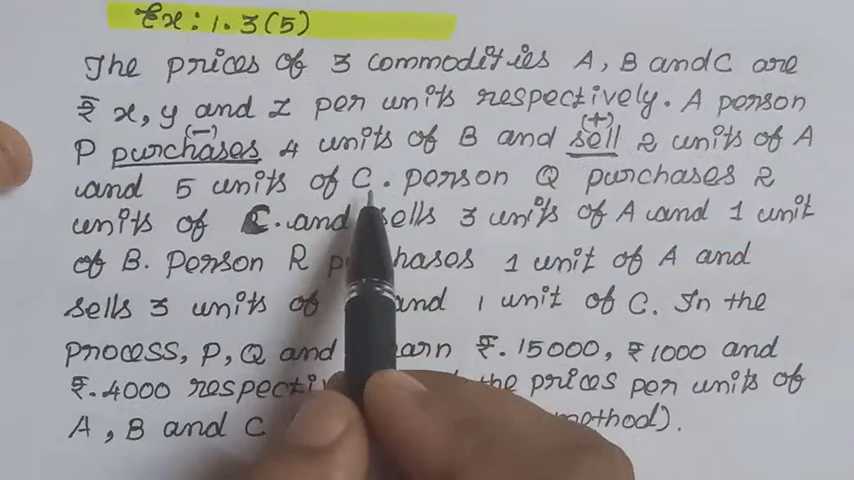 Ex: 1.3(5)
The prices of 3 commodities A, B and C are
₹ x, y and z per units respectively. A person
(-) (+)
P purchases 4 units of B and sell 2 units of A
and 5 units of C. person Q purchases 2
units of C. and sells 3 units of A and 1 unit
of B. Person R purchases 1 unit of A and
sells 3 units of and 1 unit of C. In the
process, P, Q and earn ₹. 15000, ₹ 1000 and
₹. 4000 the prices per units of
A, B and C method).